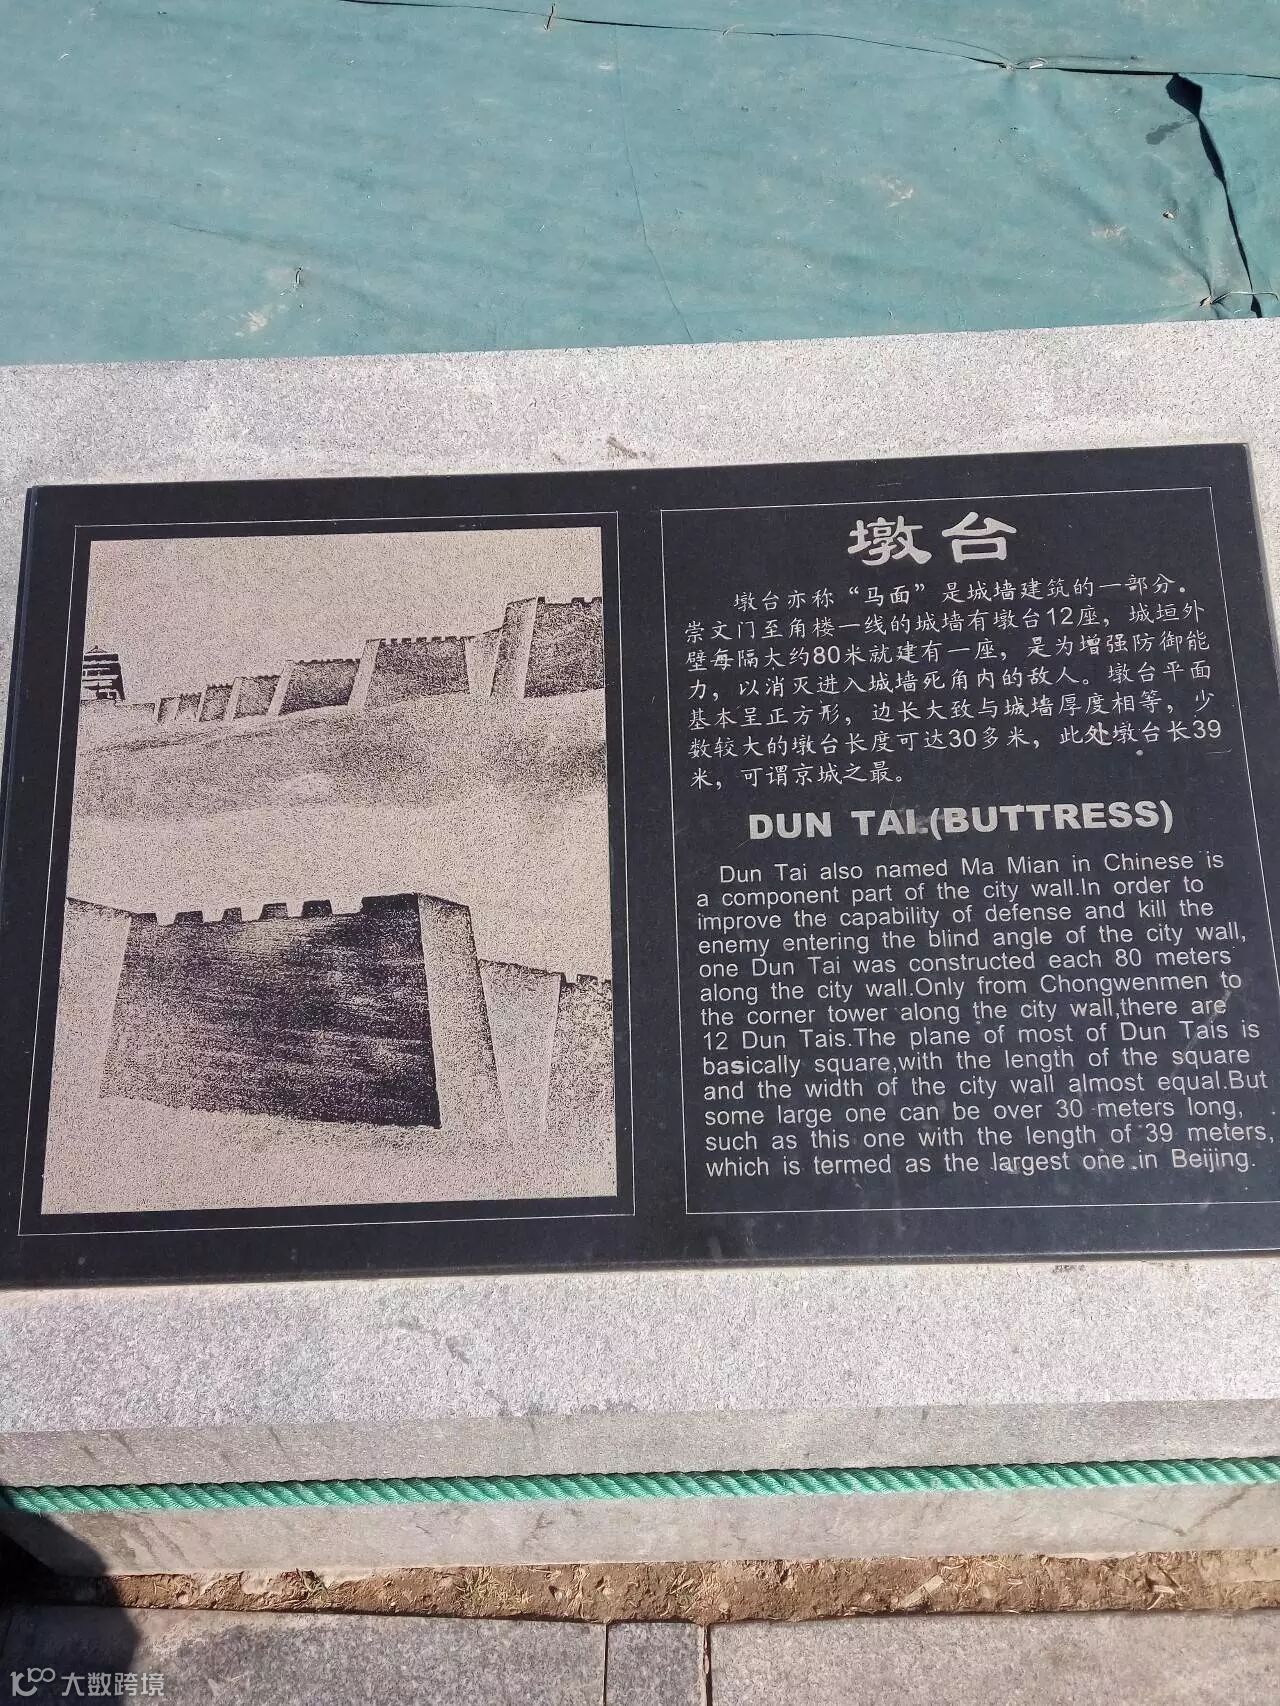 墩台
墩台亦称“马面”是城墙建筑的一部分。
崇文门至角楼一线的城墙有墩台12座，城垣外
壁每隔大约80米就建有一座，是为增强防御能
力，以消灭进入城墙死角内的敌人。墩台平面
基本呈正方形，边长大致与城墙厚度相等，少
数较大的墩台长度可达30多米，此处墩台长39
米，可谓京城之最。
DUN TAI.(BUTTRESS)
Dun Tai also named Ma Mian in Chinese is
a component part of the city wall.In order to
improve the capability of defense and kill the
enemy entering the blind angle of the city wall,
one Dun Tai was constructed each 80 meters
along the city wall.Only from Chongwenmen to
the corner tower along the city wall,there are
12 Dun Tais.The plane of most of Dun Tais is
basically square,with the length of the square
and the width of the city wall almost equal.But
some large one can be over 30 meters long,
such as this one with the length of 39 meters,
which is termed as the largest one in Beijing.
大数跨境